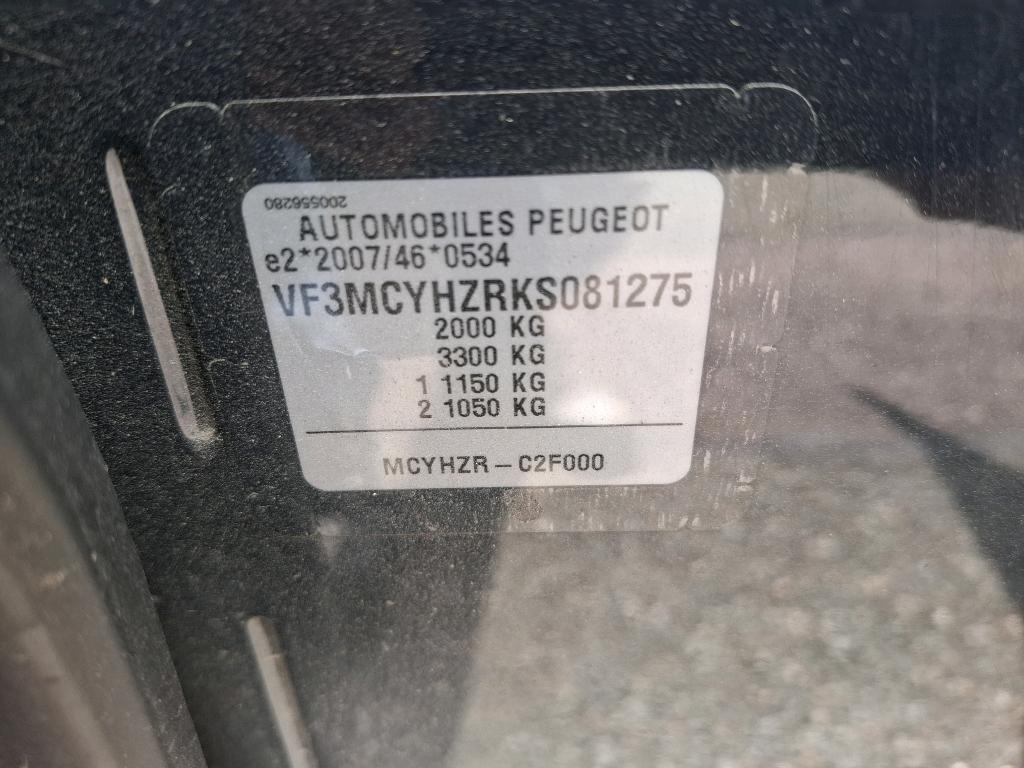 200556280
AUTOMOBILES PEUGEOT
e2*2007/46*0534
VF3MCYHZRKS081275
2000 KG
3300 KG
1 1150 KG
2 1050 KG
MCYHZR – C2F000